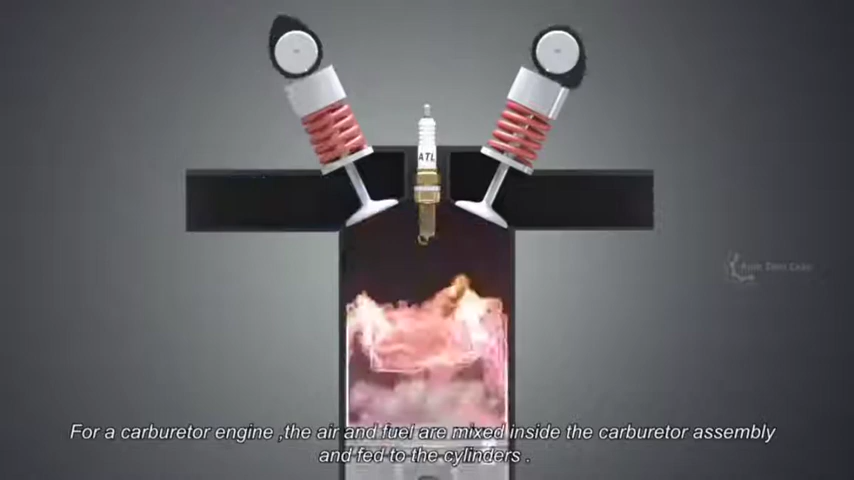 ATL
For a carburetor engine ,the air and fuel are mixed inside the carburetor assembly
and fed to the cylinders .